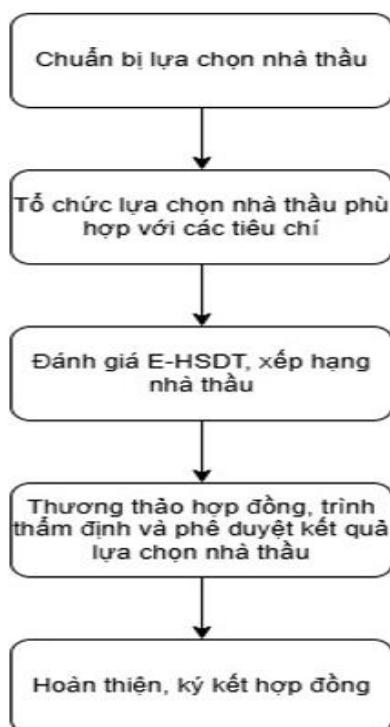 Chuẩn bị lựa chọn nhà thầu
Tổ chức lựa chọn nhà thầu phù
hợp với các tiêu chí
Đánh giá E-HSDT, xếp hạng
nhà thầu
Thương thảo hợp đồng, trình
thẩm định và phê duyệt kết quả
lựa chọn nhà thầu
Hoàn thiện, ký kết hợp đồng